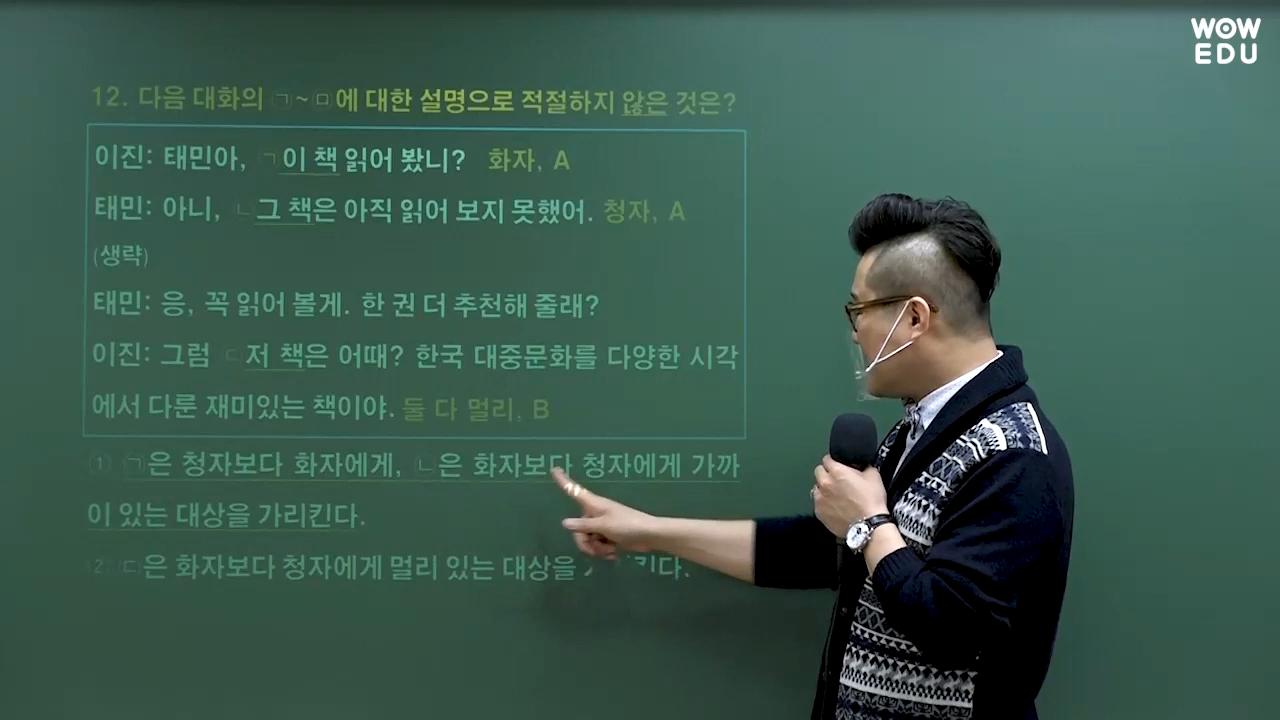 WOW
EDU
12. 다음 대화의 ㉠~㉤에 대한 설명으로 적절하지 않은 것은?
이진: 태민아, ㉠이 책 읽어 봤니? 화자, A
태민: 아니, ㉡그 책은 아직 읽어 보지 못했어. 청자, A
(생략)
태민: 응, 꼭 읽어 볼게. 한 권 더 추천해 줄래?
이진: 그럼 ㉢저 책은 어때? 한국 대중문화를 다양한 시각
에서 다룬 재미있는 책이야. 둘 다 멀리, B
① ㉠은 청자보다 화자에게, ㉡은 화자보다 청자에게 가까
이 있는 대상을 가리킨다.
② ㉢은 화자보다 청자에게 멀리 있는 대상을